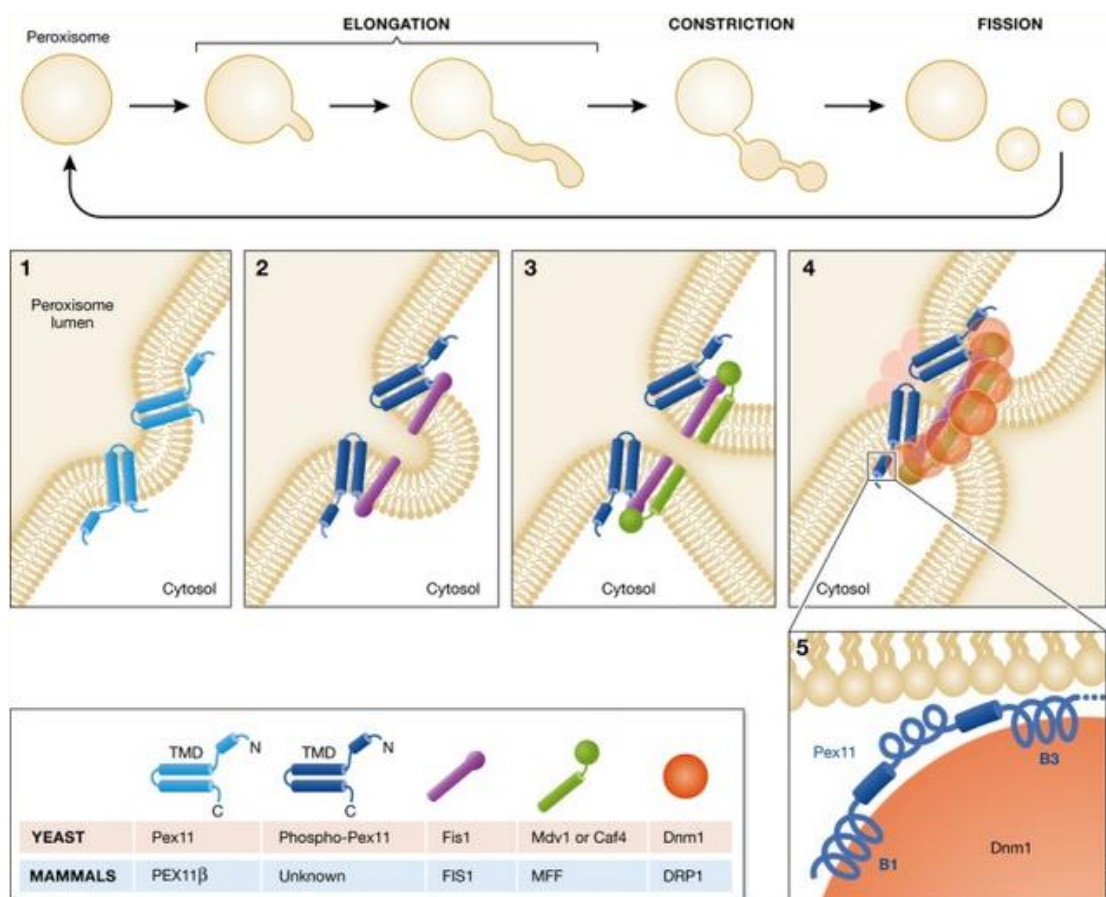 Peroxisome
ELONGATION
CONSTRICTION
FISSION
1
Peroxisome
lumen
Cytosol
2
Cytosol
3
Cytosol
4
Cytosol
5
Pex11
B3
B1
Dnm1
TMD
N
C
TMD
N
C
YEAST Pex11 Phospho-Pex11 Fis1 Mdv1 or Caf4 Dnm1
MAMMALS PEX11β Unknown FIS1 MFF DRP1